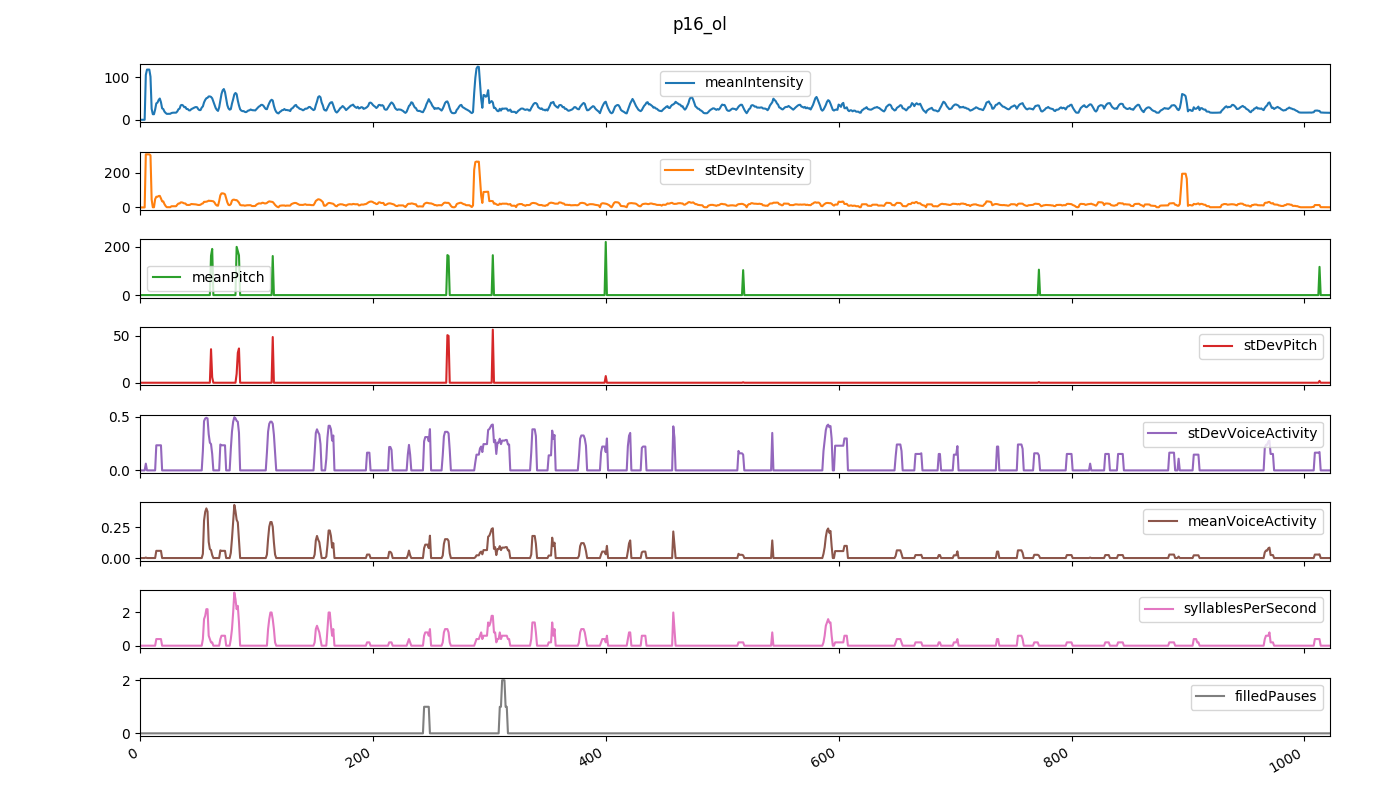 p16_ol
100
0
meanIntensity
200
0
stDevIntensity
200
0
meanPitch
50
0
stDevPitch
0.5
0.0
stDevVoiceActivity
0.25
0.00
meanVoiceActivity
2
0
syllablesPerSecond
2
0
filledPauses
0 200 400 600 800 1000